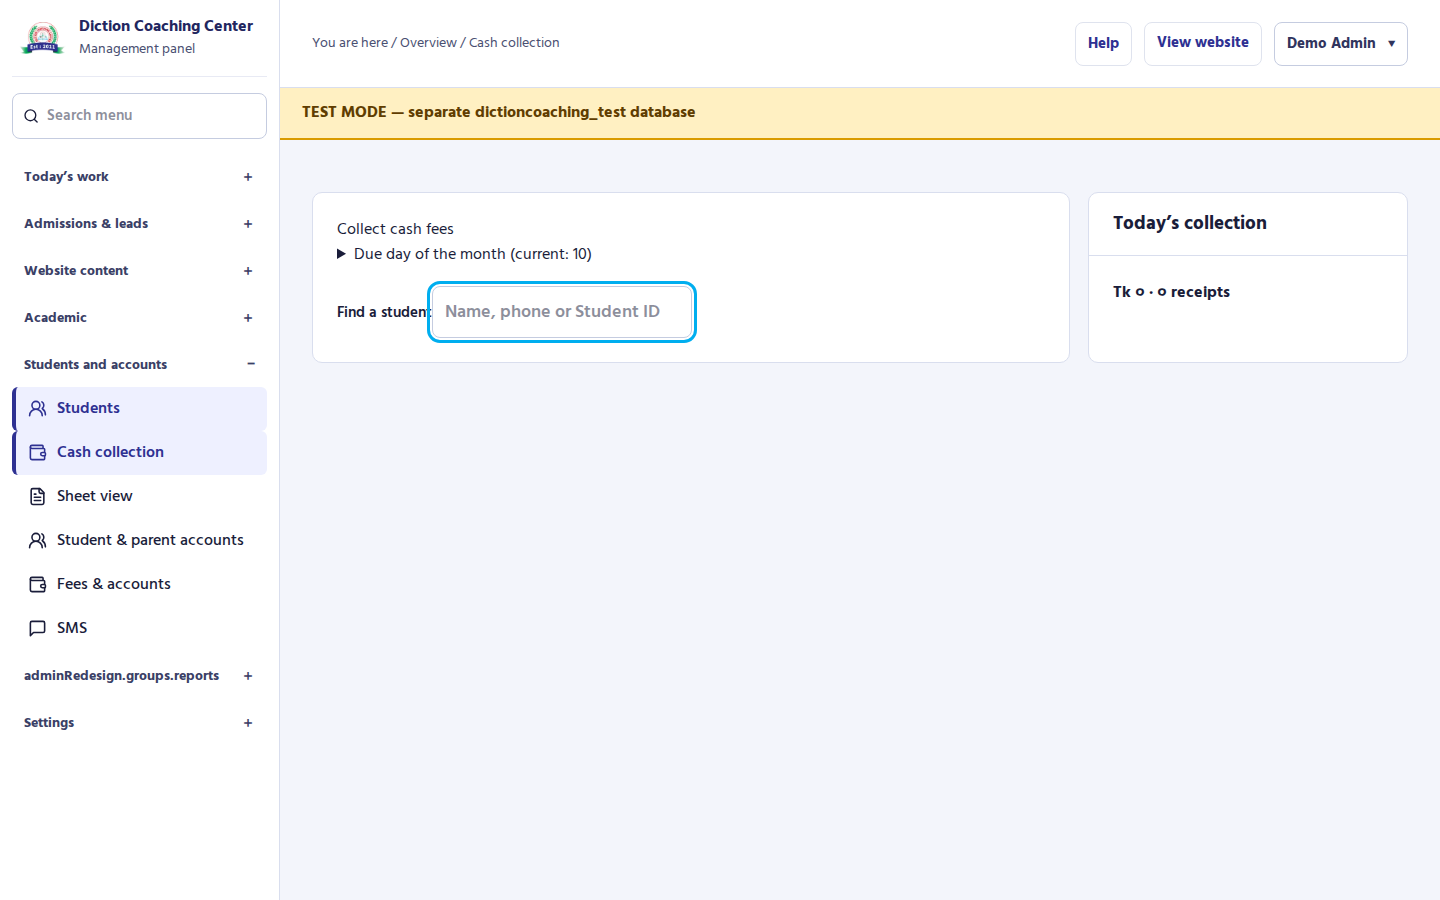 Diction Coaching Center
Management panel
Est : 2011
Search menu
Today’s work +
Admissions & leads +
Website content +
Academic +
Students and accounts −
Students
Cash collection
Sheet view
Student & parent accounts
Fees & accounts
SMS
adminRedesign.groups.reports +
Settings +
You are here / Overview / Cash collection
Help
View website
Demo Admin ▾
TEST MODE — separate dictioncoaching_test database
Collect cash fees
▶ Due day of the month (current: 10)
Find a student
Name, phone or Student ID
Today’s collection
Tk ০ · ০ receipts